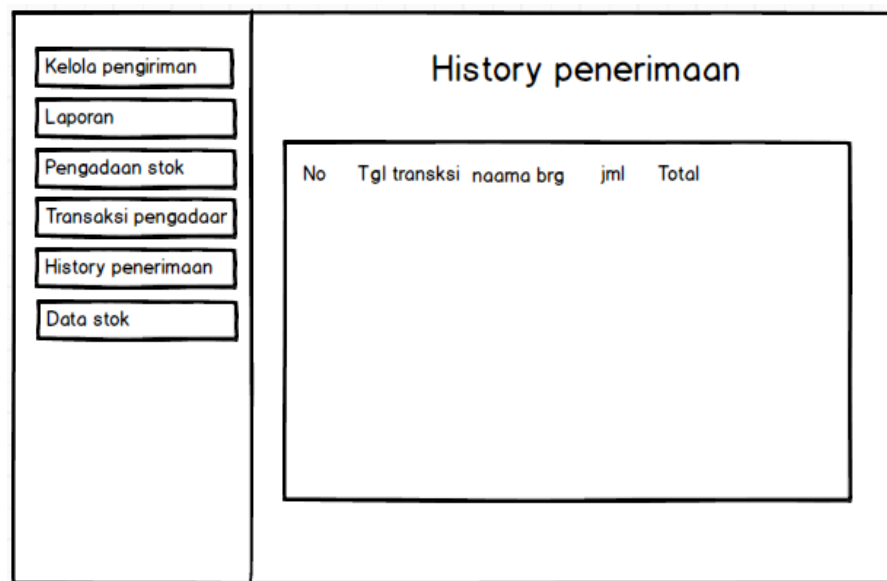 Kelola pengiriman
Laporan
Pengadaan stok
Transaksi pengadaar
History penerimaan
Data stok
History penerimaan
No Tgl transksi naama brg jml Total